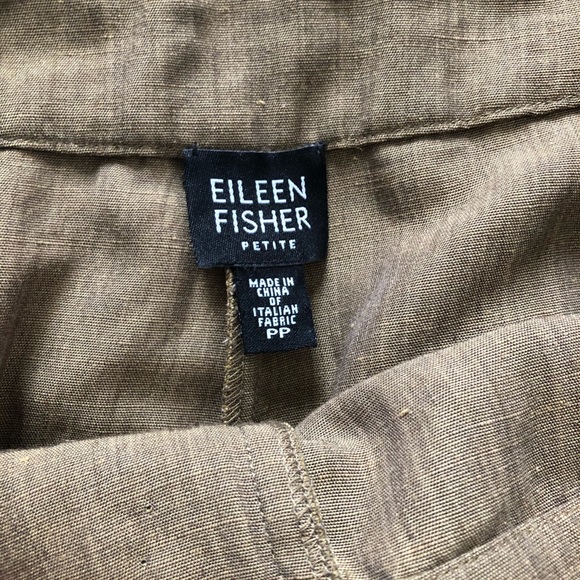 EILEEN
FISHER
PETITE
MADE IN
CHINA
OF
ITALIAN
FABRIC
PP